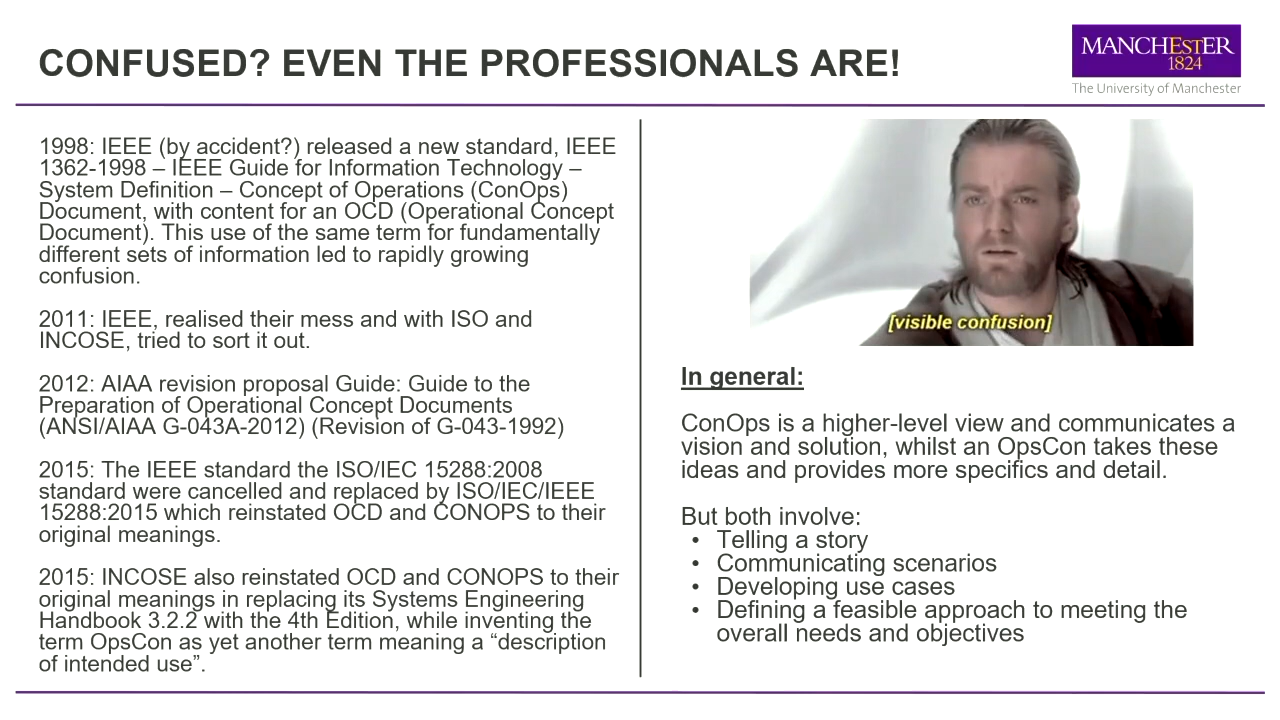 CONFUSED? EVEN THE PROFESSIONALS ARE!
MANCHESTER
1824
The University of Manchester
1998: IEEE (by accident?) released a new standard, IEEE
1362-1998 – IEEE Guide for Information Technology –
System Definition – Concept of Operations (ConOps)
Document, with content for an OCD (Operational Concept
Document). This use of the same term for fundamentally
different sets of information led to rapidly growing
confusion.
2011: IEEE, realised their mess and with ISO and
INCOSE, tried to sort it out.
2012: AIAA revision proposal Guide: Guide to the
Preparation of Operational Concept Documents
(ANSI/AIAA G-043A-2012) (Revision of G-043-1992)
2015: The IEEE standard the ISO/IEC 15288:2008
standard were cancelled and replaced by ISO/IEC/IEEE
15288:2015 which reinstated OCD and CONOPS to their
original meanings.
2015: INCOSE also reinstated OCD and CONOPS to their
original meanings in replacing its Systems Engineering
Handbook 3.2.2 with the 4th Edition, while inventing the
term OpsCon as yet another term meaning a “description
of intended use”.
[visible confusion]
In general:
ConOps is a higher-level view and communicates a
vision and solution, whilst an OpsCon takes these
ideas and provides more specifics and detail.
But both involve:
• Telling a story
• Communicating scenarios
• Developing use cases
• Defining a feasible approach to meeting the
overall needs and objectives